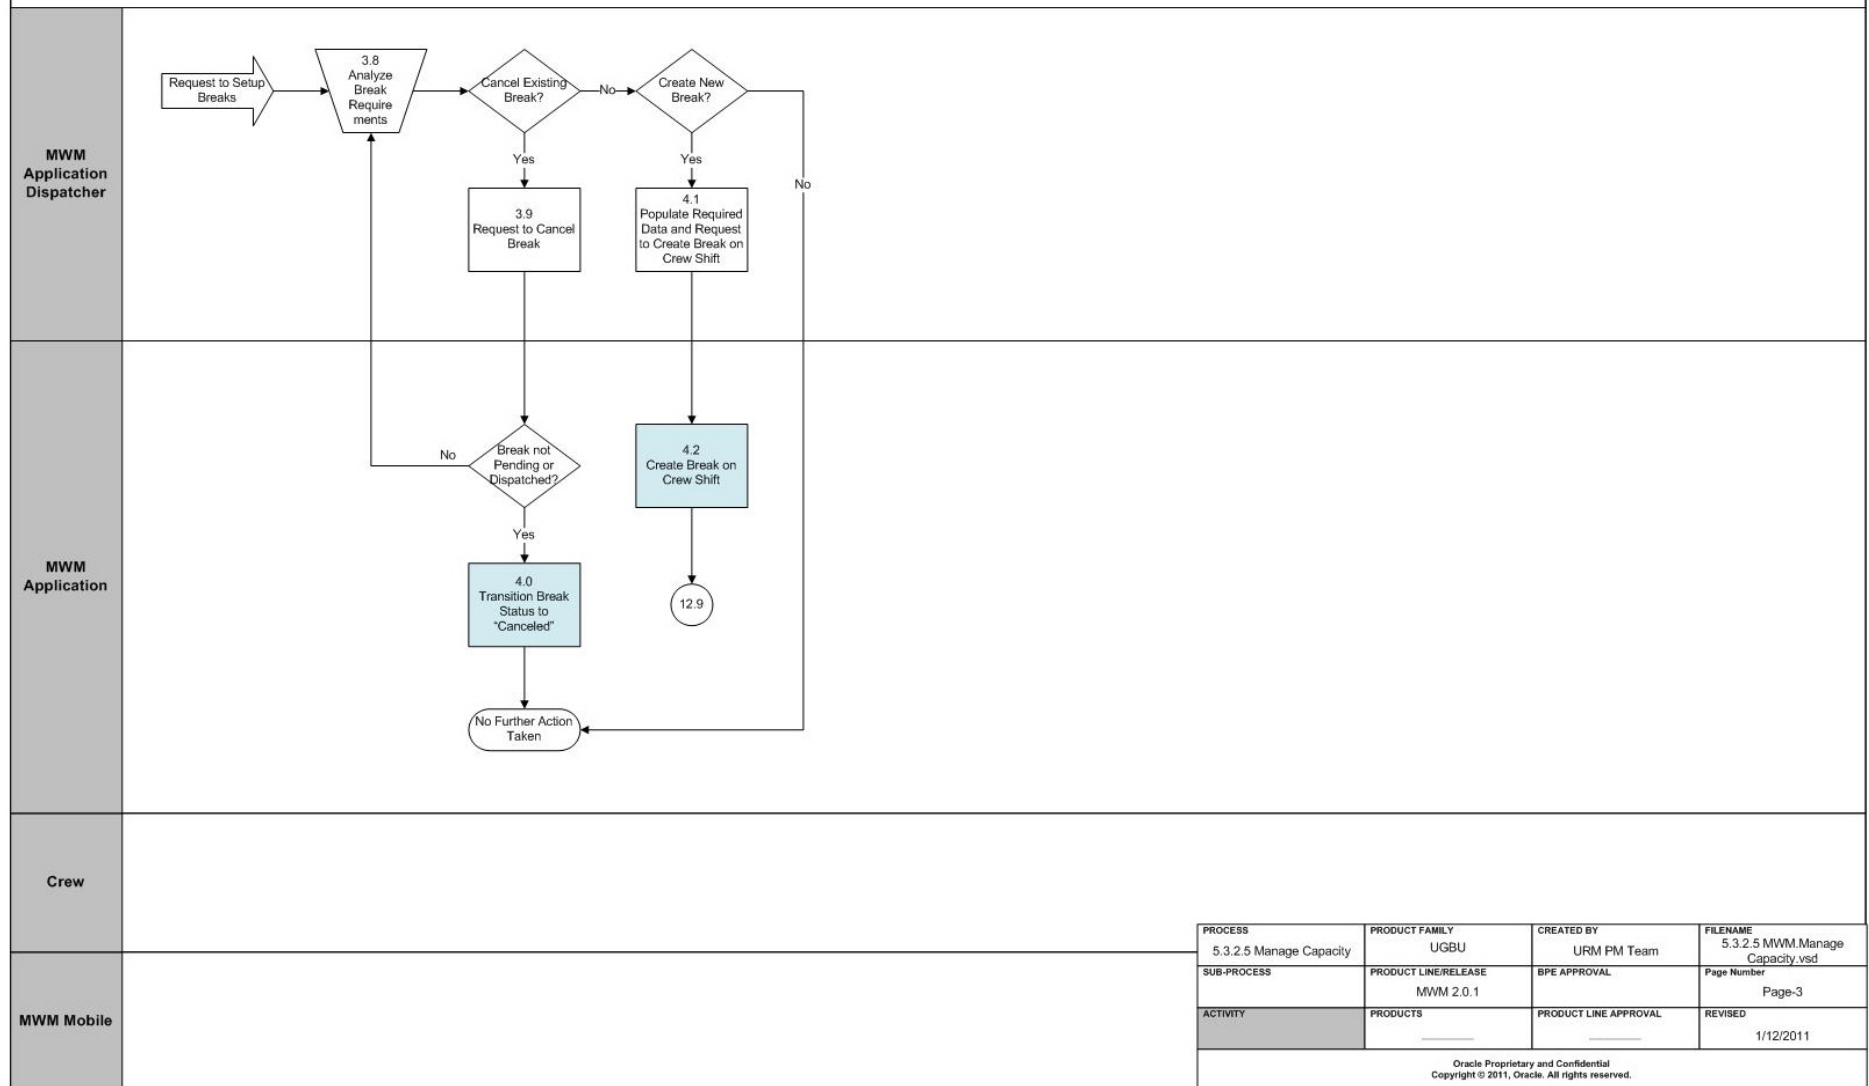 MWM
Application
Dispatcher
Request to Setup
Breaks
3.8
Analyze
Break
Require
ments
Cancel Existing
Break?
No
Create New
Break?
Yes
Yes
No
3.9
Request to Cancel
Break
4.1
Populate Required
Data and Request
to Create Break on
Crew Shift
MWM
Application
No
Break not
Pending or
Dispatched?
4.2
Create Break on
Crew Shift
Yes
4.0
Transition Break
Status to
“Canceled”
12.9
No Further Action
Taken
Crew
MWM Mobile
PROCESS
5.3.2.5 Manage Capacity
PRODUCT FAMILY
UGBU
CREATED BY
URM PM Team
FILENAME
5.3.2.5 MWM.Manage
Capacity.vsd
SUB-PROCESS
PRODUCT LINE/RELEASE
MWM 2.0.1
BPE APPROVAL
Page Number
Page-3
ACTIVITY
PRODUCTS
PRODUCT LINE APPROVAL
REVISED
1/12/2011
Oracle Proprietary and Confidential
Copyright © 2011, Oracle. All rights reserved.